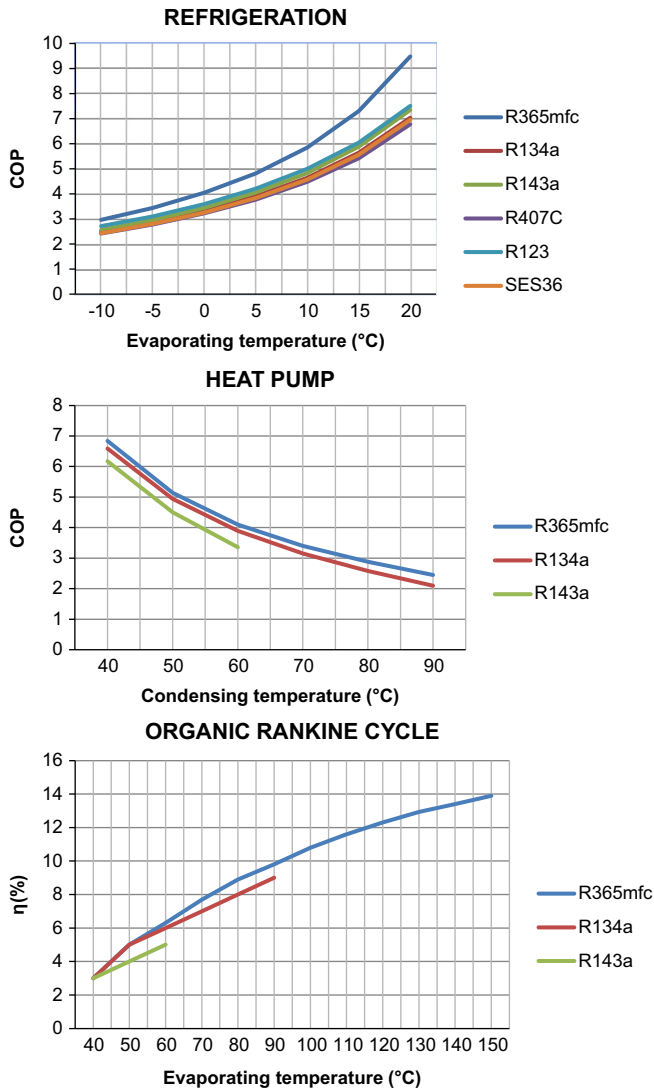 REFRIGERATION
10
9
8
7
6
5
4
3
2
1
0
COP
-10 -5 0 5 10 15 20
Evaporating temperature (°C)
R365mfc
R134a
R143a
R407C
R123
SES36
HEAT PUMP
8
7
6
5
4
3
2
1
0
COP
40 50 60 70 80 90
Condensing temperature (°C)
R365mfc
R134a
R143a
ORGANIC RANKINE CYCLE
16
14
12
10
8
6
4
2
0
η(%)
40 50 60 70 80 90 100 110 120 130 140 150
Evaporating temperature (°C)
R365mfc
R134a
R143a